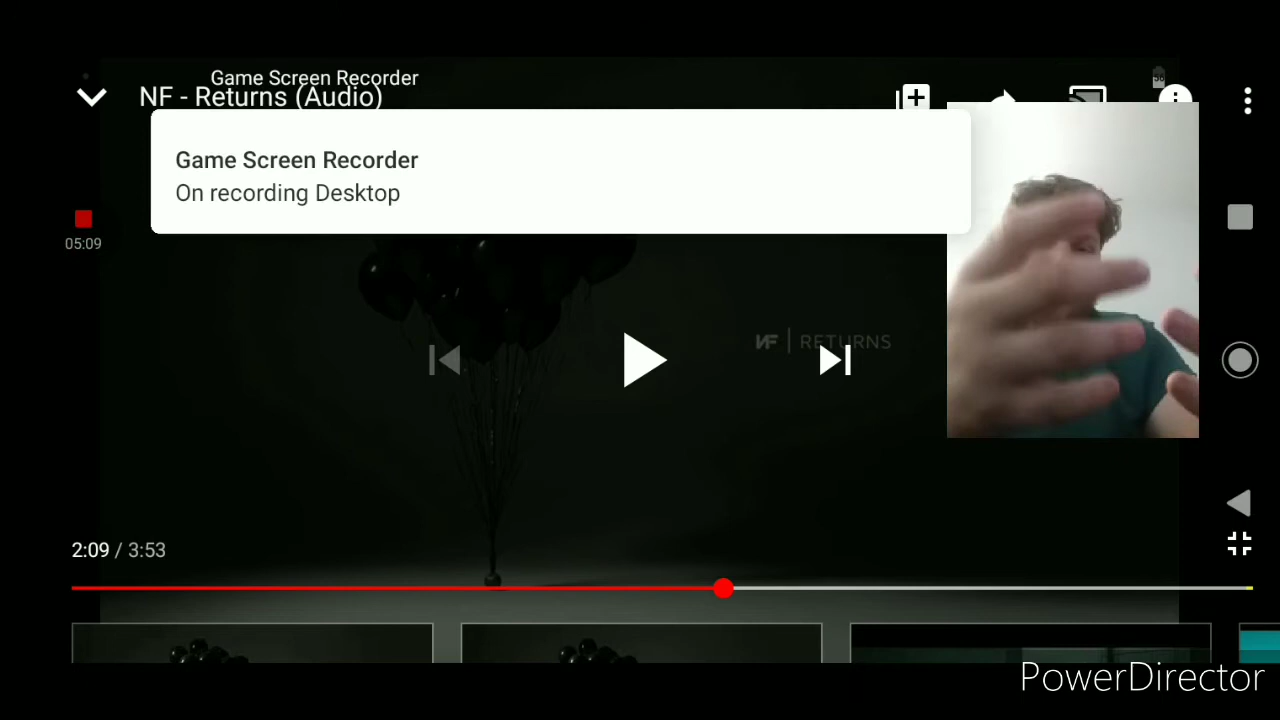 Game Screen Recorder
NF - Returns (Audio)
56
Game Screen Recorder
On recording Desktop
05:09
NF | RETURNS
2:09 / 3:53
PowerDirector